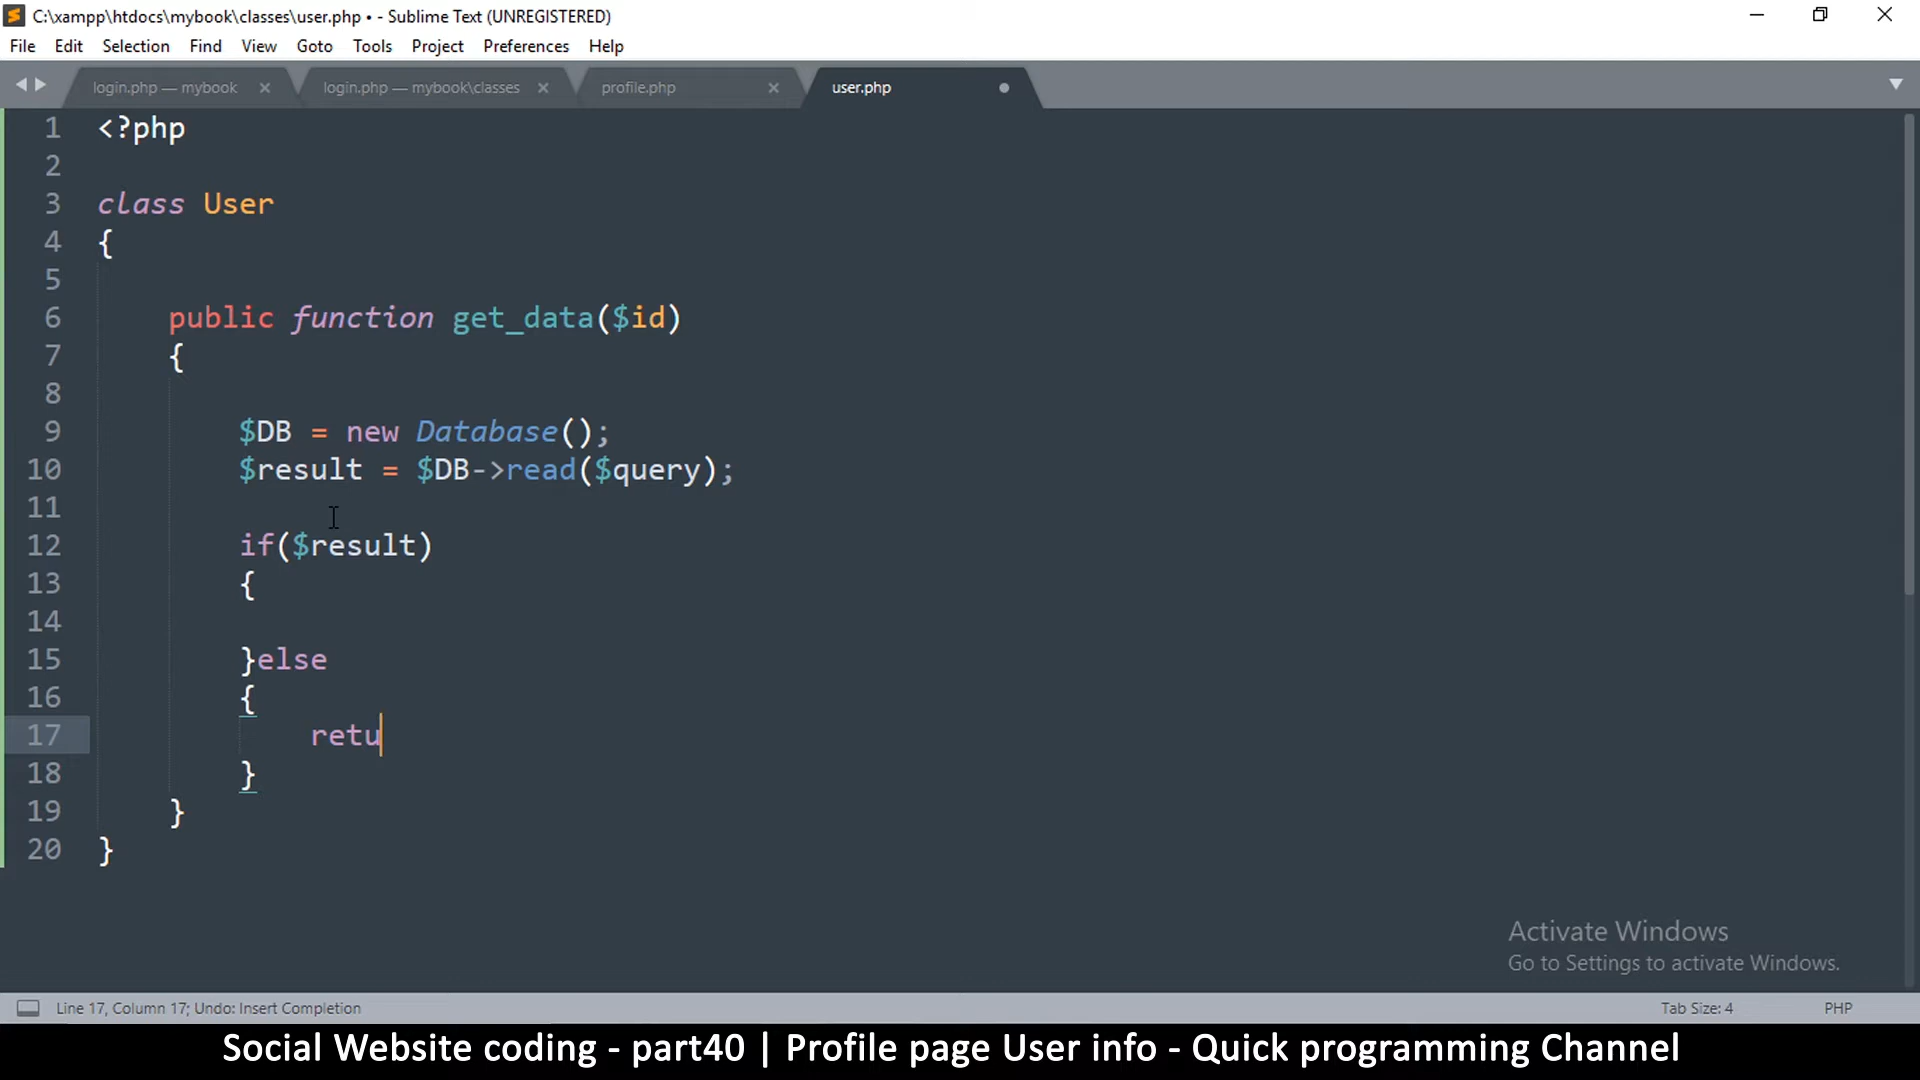 C:\xampp\htdocs\mybook\classes\user.php • - Sublime Text (UNREGISTERED)
File Edit Selection Find View Goto Tools Project Preferences Help
login.php — mybook login.php — mybook\classes profile.php user.php
1 <?php
2
3 class User
4 {
5
6 public function get_data($id)
7 {
8
9 $DB = new Database();
10 $result = $DB->read($query);
11
12 if($result)
13 {
14
15 }else
16 {
17 retu
18 }
19 }
20 }
Activate Windows
Go to Settings to activate Windows.
Line 17, Column 17; Undo: Insert Completion Tab Size: 4 PHP
Social Website coding - part40 | Profile page User info - Quick programming Channel